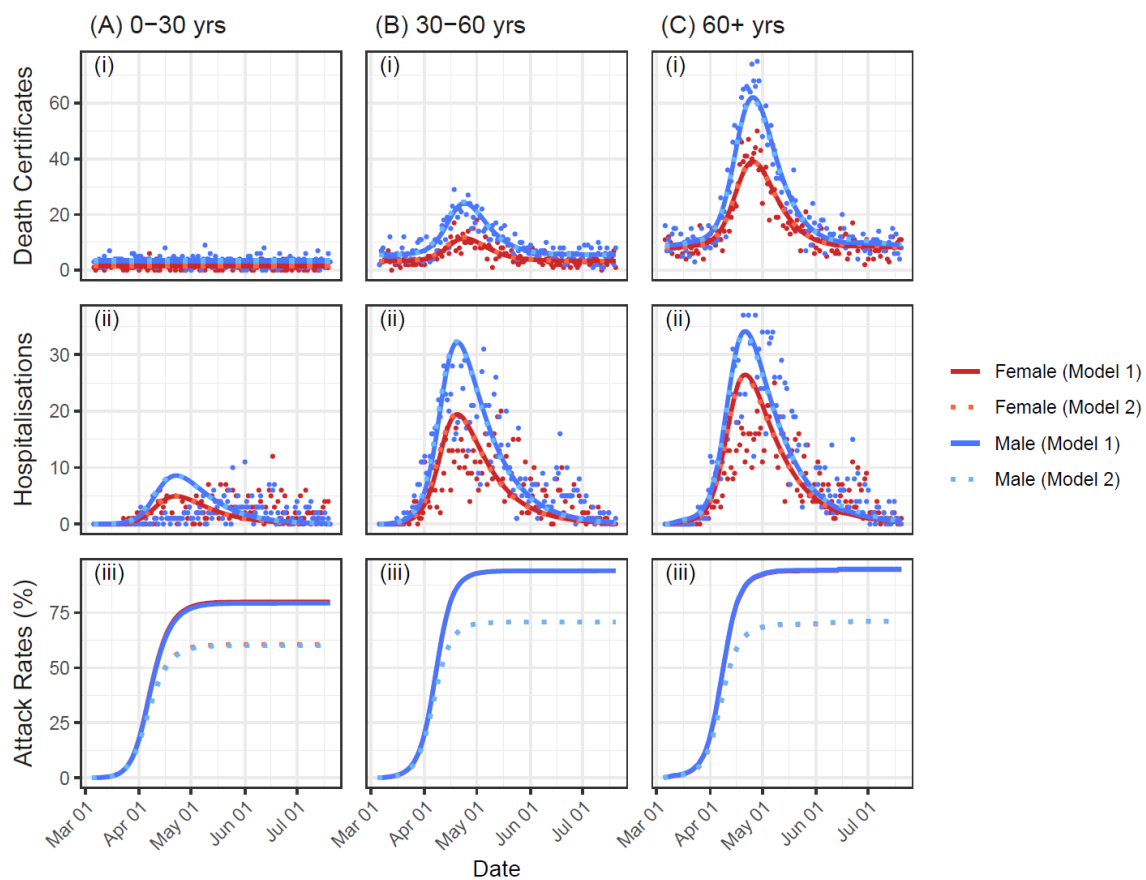 (A) 0−30 yrs
(B) 30−60 yrs
(C) 60+ yrs
Death Certificates
60
40
20
0
(i)
(i)
(i)
Hospitalisations
30
20
10
0
(ii)
(ii)
(ii)
Female (Model 1)
Female (Model 2)
Male (Model 1)
Male (Model 2)
Attack Rates (%)
75
50
25
0
(iii)
(iii)
(iii)
Mar 01
Apr 01
May 01
Jun 01
Jul 01
Mar 01
Apr 01
May 01
Jun 01
Jul 01
Mar 01
Apr 01
May 01
Jun 01
Jul 01
Date